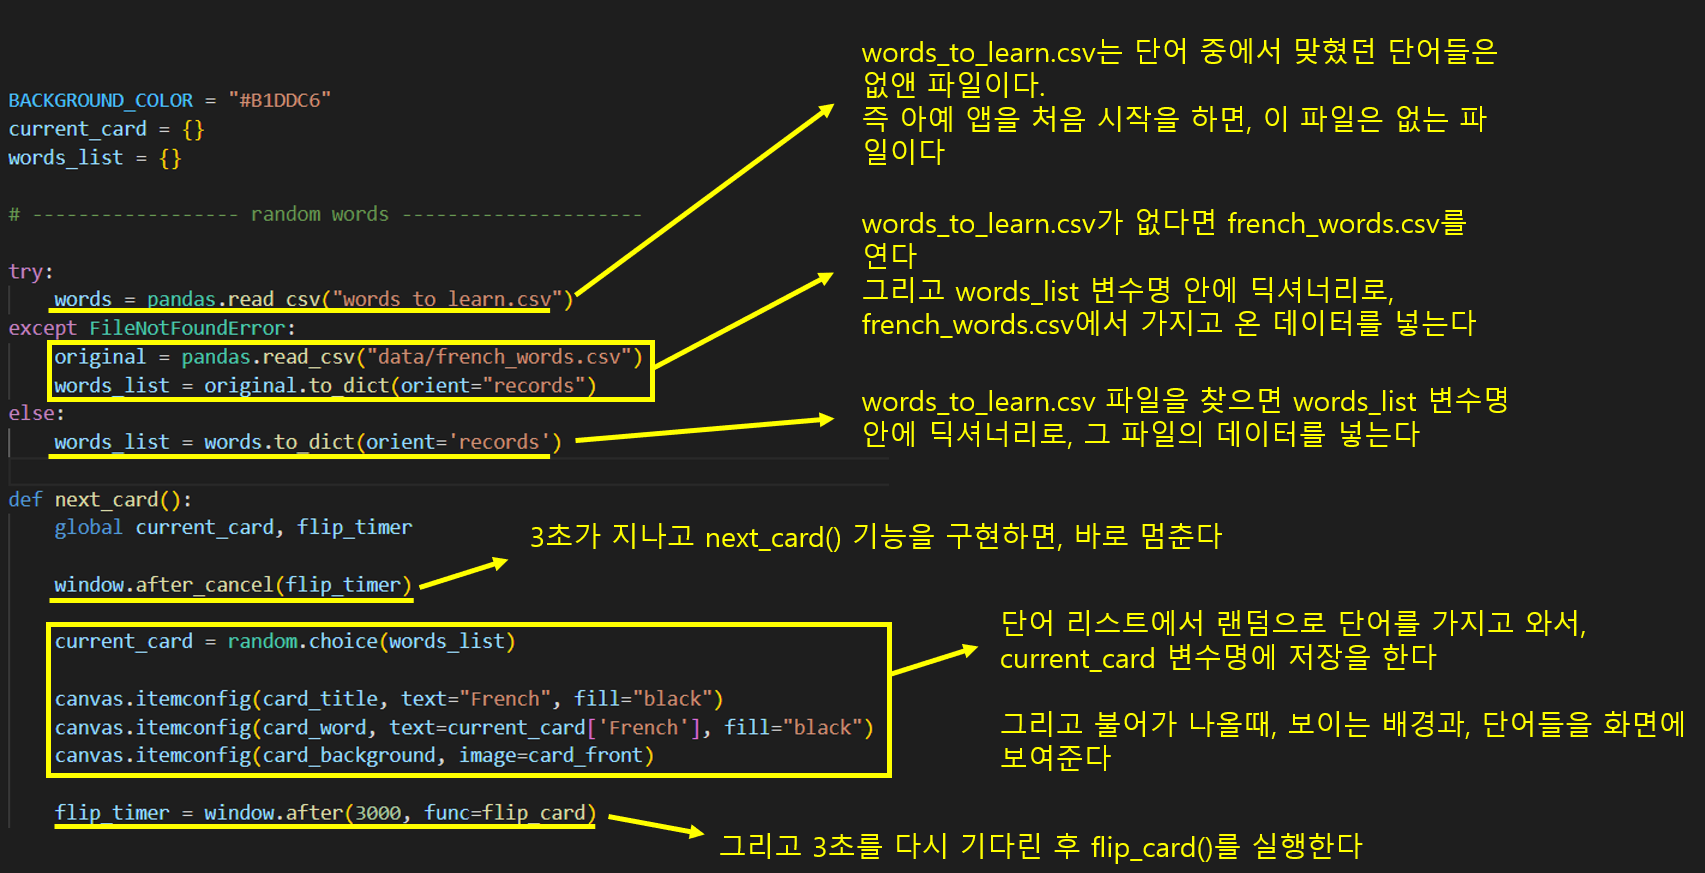 BACKGROUND_COLOR = "#B1DDC6"
current_card = {}
words_list = {}
# ------------------ random words ---------------------
try:
words = pandas.read_csv("words_to_learn.csv")
except FileNotFoundError:
original = pandas.read_csv("data/french_words.csv")
words_list = original.to_dict(orient="records")
else:
words_list = words.to_dict(orient='records')
def next_card():
global current_card, flip_timer
window.after_cancel(flip_timer)
current_card = random.choice(words_list)
canvas.itemconfig(card_title, text="French", fill="black")
canvas.itemconfig(card_word, text=current_card['French'], fill="black")
canvas.itemconfig(card_background, image=card_front)
flip_timer = window.after(3000, func=flip_card)
words_to_learn.csv는 단어 중에서 맞혔던 단어들은
없앤 파일이다.
즉 아예 앱을 처음 시작을 하면, 이 파일은 없는 파
일이다
words_to_learn.csv가 없다면 french_words.csv를
연다
그리고 words_list 변수명 안에 딕셔너리로,
french_words.csv에서 가지고 온 데이터를 넣는다
words_to_learn.csv 파일을 찾으면 words_list 변수명
안에 딕셔너리로, 그 파일의 데이터를 넣는다
3초가 지나고 next_card() 기능을 구현하면, 바로 멈춘다
단어 리스트에서 랜덤으로 단어를 가지고 와서,
current_card 변수명에 저장을 한다
그리고 불어가 나올때, 보이는 배경과, 단어들을 화면에
보여준다
그리고 3초를 다시 기다린 후 flip_card()를 실행한다